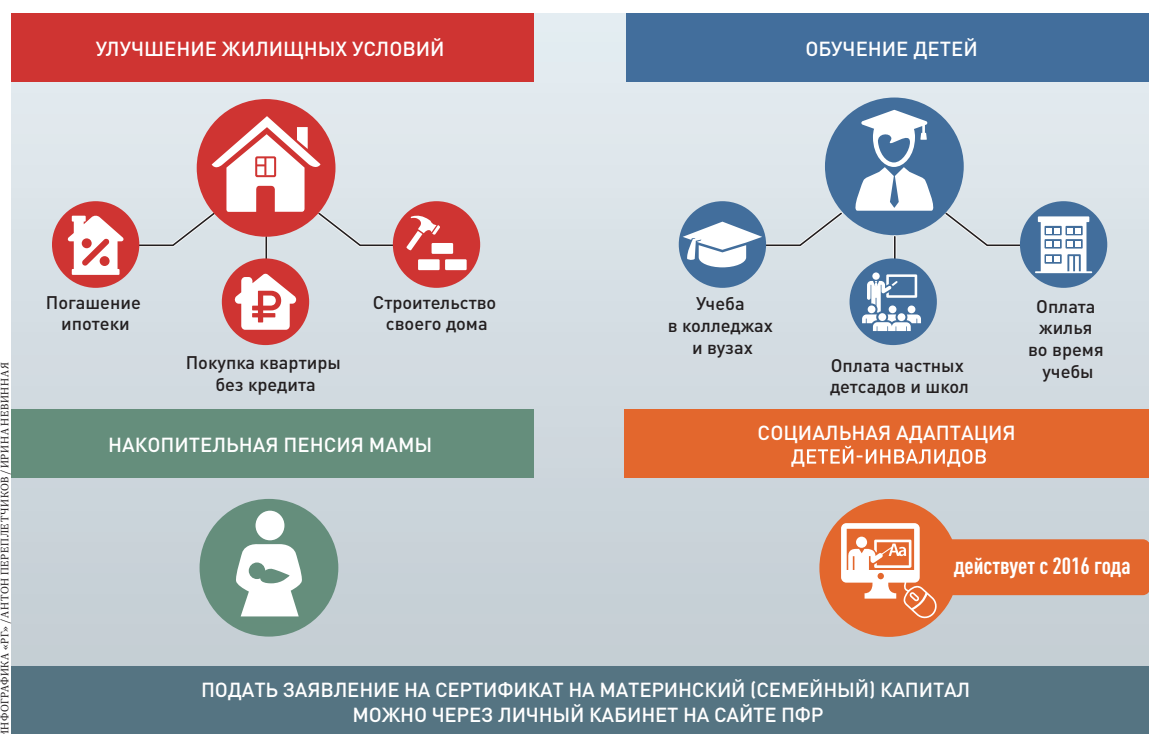 УЛУЧШЕНИЕ ЖИЛИЩНЫХ УСЛОВИЙ
Погашение
ипотеки
Покупка квартиры
без кредита
Строительство
своего дома
ОБУЧЕНИЕ ДЕТЕЙ
Учеба
в колледжах
и вузах
Оплата частных
детсадов и школ
Оплата
жилья
во время
учебы
НАКОПИТЕЛЬНАЯ ПЕНСИЯ МАМЫ
СОЦИАЛЬНАЯ АДАПТАЦИЯ
ДЕТЕЙ-ИНВАЛИДОВ
Aa
действует с 2016 года
ПОДАТЬ ЗАЯВЛЕНИЕ НА СЕРТИФИКАТ НА МАТЕРИНСКИЙ (СЕМЕЙНЫЙ) КАПИТАЛ
МОЖНО ЧЕРЕЗ ЛИЧНЫЙ КАБИНЕТ НА САЙТЕ ПФР
ИНФОГРАФИКА «РГ» / АНТОН ПЕРЕПЛЕТЧИКОВ / ИРИНА НЕВИННАЯ